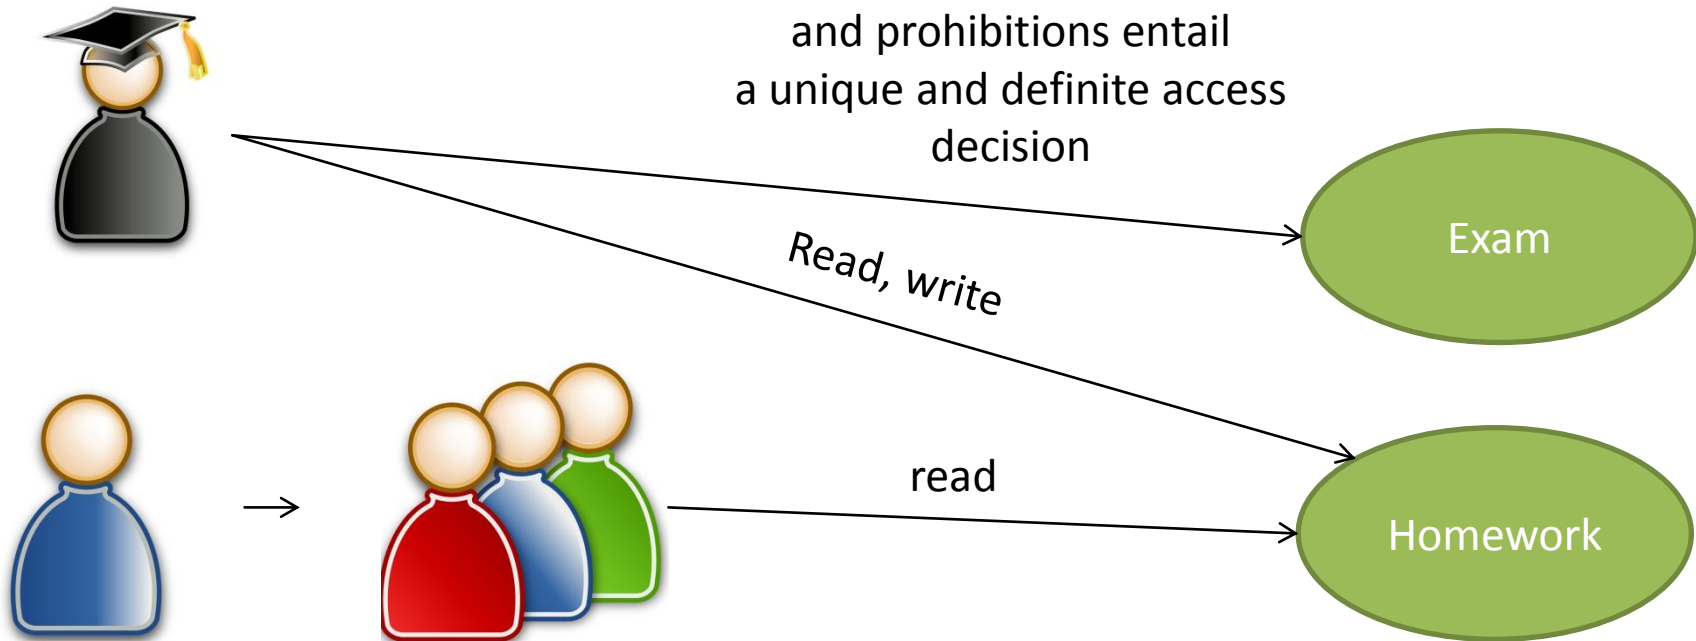 and prohibitions entail
a unique and definite access
decision
Exam
Read, write
read
Homework